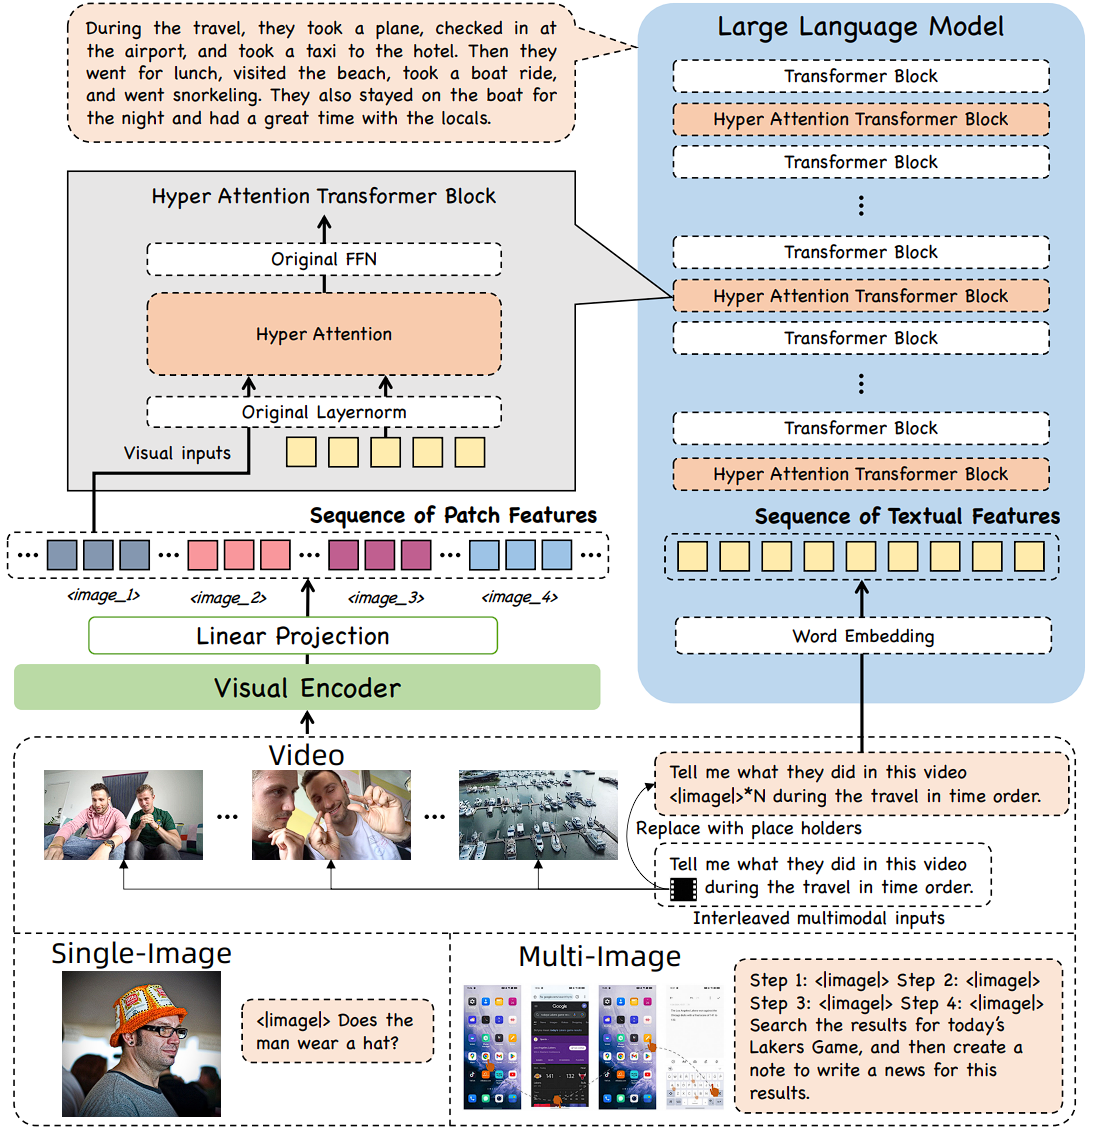 During the travel, they took a plane, checked in at
the airport, and took a taxi to the hotel. Then they
went for lunch, visited the beach, took a boat ride,
and went snorkeling. They also stayed on the boat for
the night and had a great time with the locals.
Large Language Model
Transformer Block
Hyper Attention Transformer Block
Transformer Block
Transformer Block
Hyper Attention Transformer Block
Transformer Block
Transformer Block
Hyper Attention Transformer Block
Sequence of Textual Features
Word Embedding
Hyper Attention Transformer Block
Original FFN
Hyper Attention
Original Layernorm
Visual inputs
Sequence of Patch Features
<image_1>
<image_2>
<image_3>
<image_4>
Linear Projection
Visual Encoder
Video
Tell me what they did in this video
<|image|>*N during the travel in time order.
Replace with place holders
Tell me what they did in this video
during the travel in time order.
Interleaved multimodal inputs
Single-Image
<|image|> Does the
man wear a hat?
Multi-Image
Google
141
132
Step 1: <|image|> Step 2: <|image|>
Step 3: <|image|> Step 4: <|image|>
Search the results for today's
Lakers Game, and then create a
note to write a news for this
results.